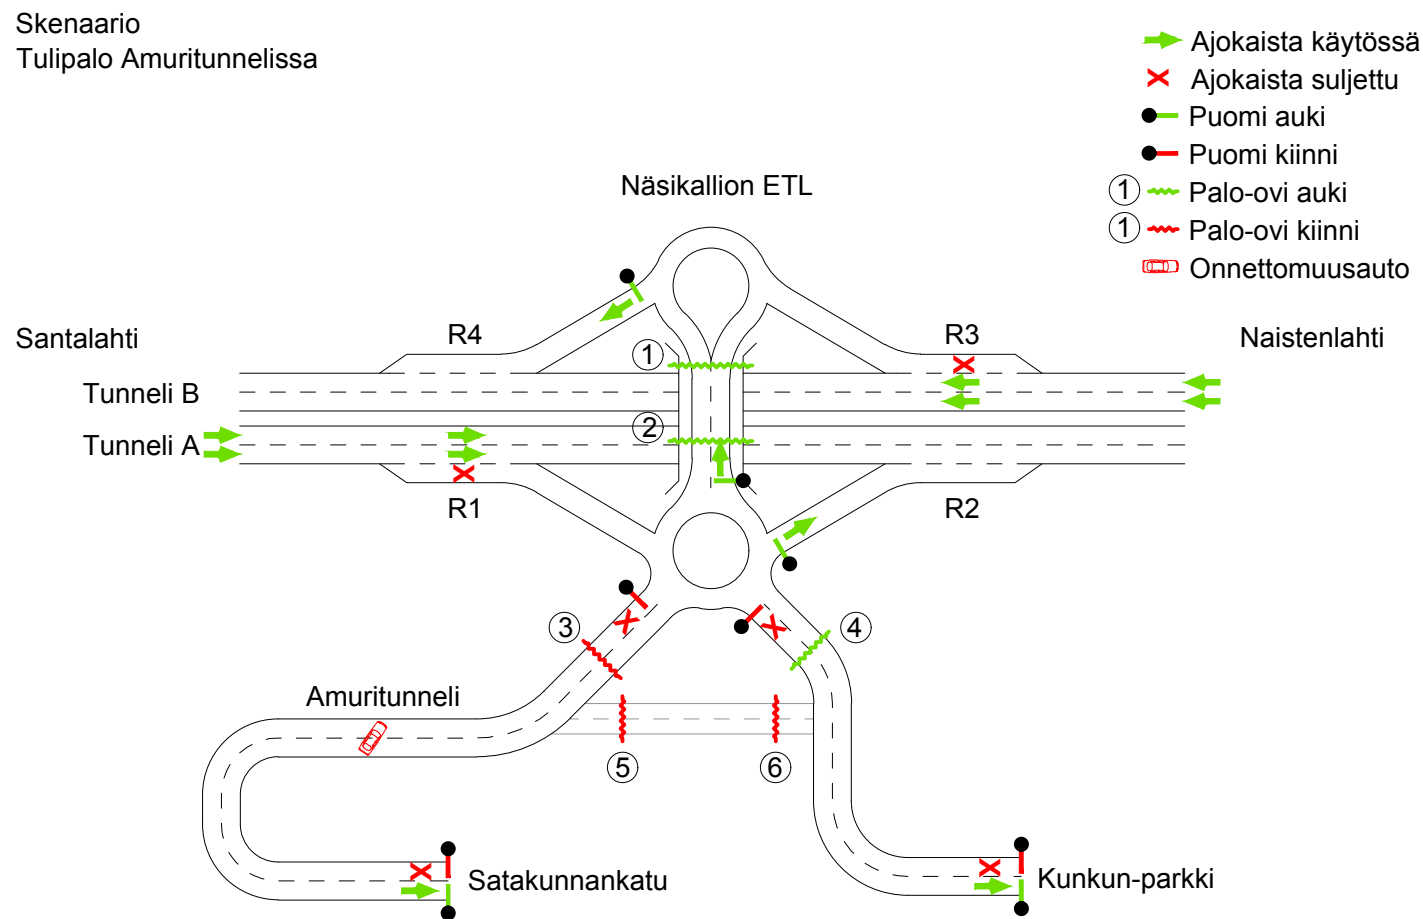 Skenaario
Tulipalo Amuritunnelissa
Ajokaista käytössä
Ajokaista suljettu
Puomi auki
Puomi kiinni
1 Palo-ovi auki
1 Palo-ovi kiinni
Onnettomuusauto
Näsikallion ETL
Santalahti
R4
1
R3
Naistenlahti
Tunneli B
Tunneli A
2
R1
R2
3
4
Amuritunneli
5
6
Satakunnankatu
Kunkun-parkki